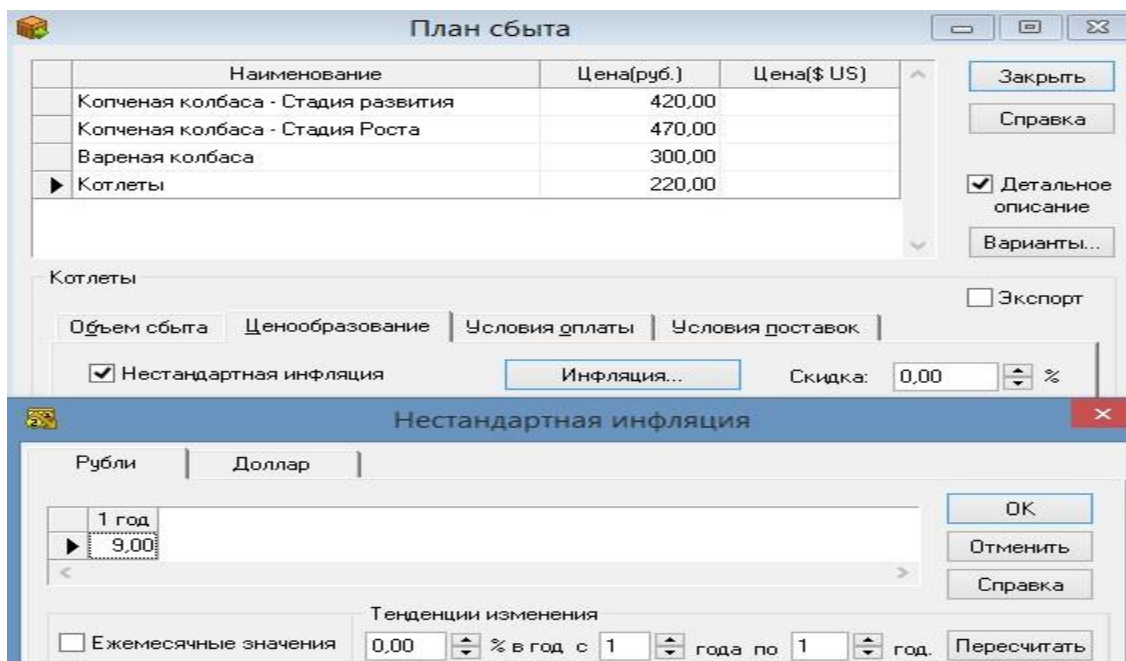 План сбыта
Наименование Цена(руб.) Цена($ US)
Копченая колбаса - Стадия развития 420,00
Копченая колбаса - Стадия Роста 470,00
Вареная колбаса 300,00
Котлеты 220,00
Закрыть
Справка
Детальное
описание
Варианты...
Котлеты
Экспорт
Объем сбыта Ценообразование Условия оплаты Условия поставок
Нестандартная инфляция Инфляция... Скидка: 0,00 %
Нестандартная инфляция
Рубли Доллар
1 год
9,00
OK
Отменить
Справка
Тенденции изменения
Ежемесячные значения 0,00 % в год с 1 года по 1 год. Пересчитать